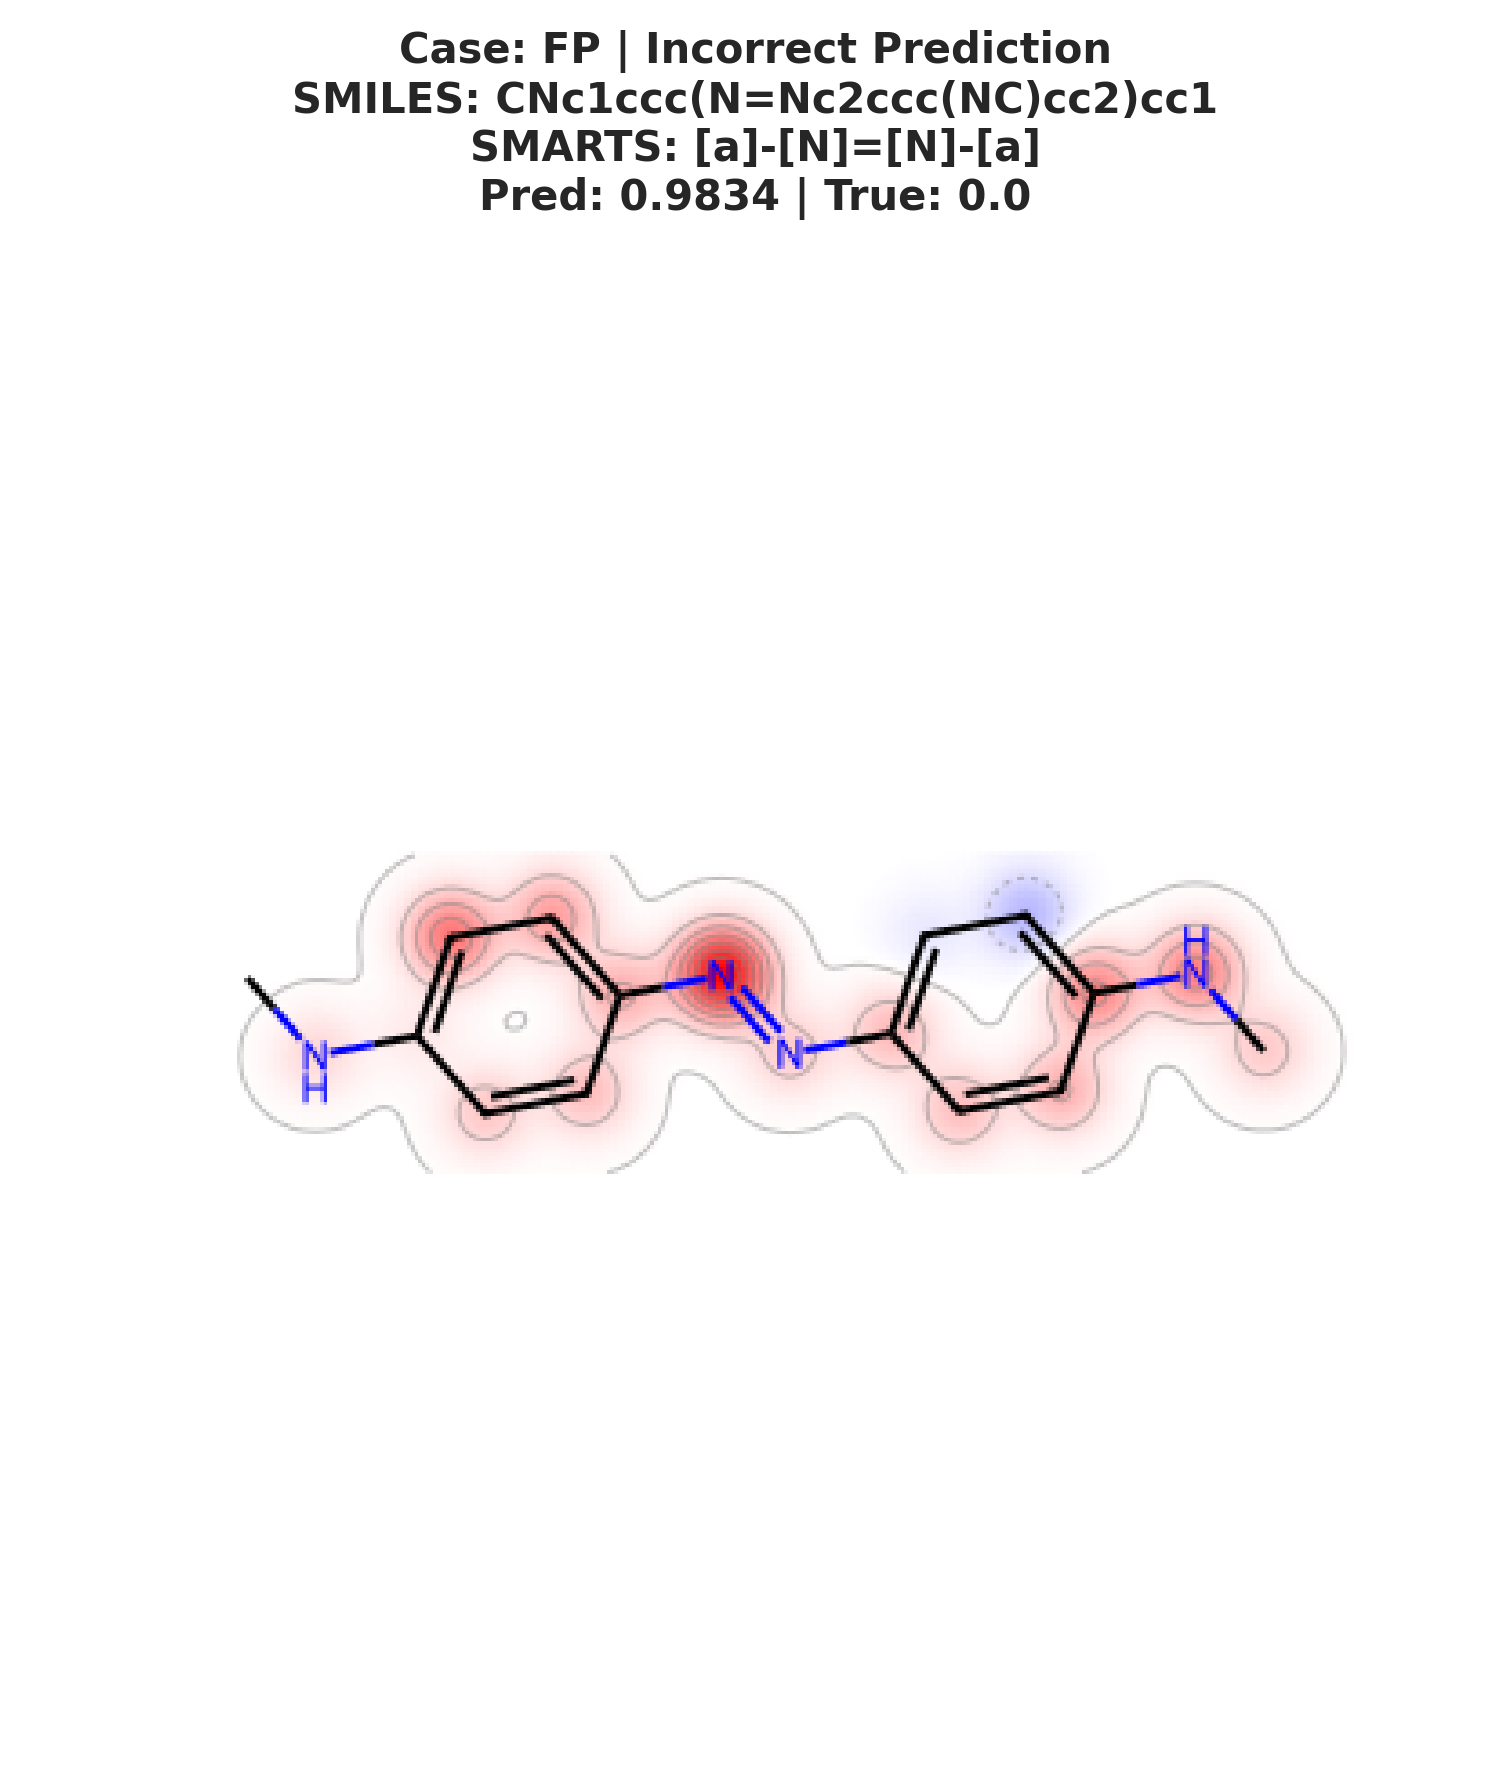 Case: FP | Incorrect Prediction
SMILES: CNc1ccc(N=Nc2ccc(NC)cc2)cc1
SMARTS: [a]-[N]=[N]-[a]
Pred: 0.9834 | True: 0.0
H
N
N
N
N
H